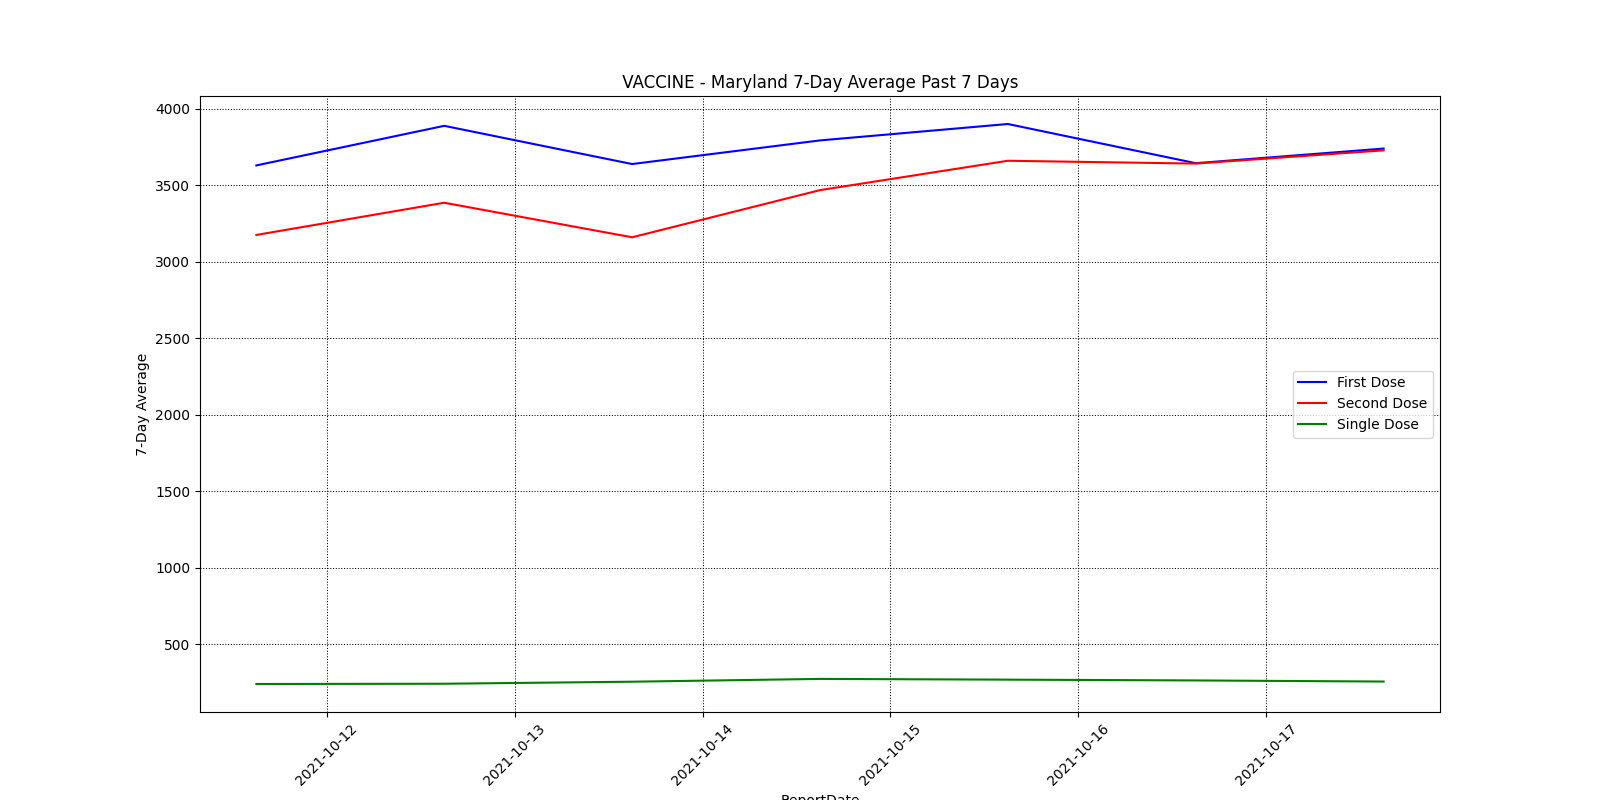 VACCINE - Maryland 7-Day Average Past 7 Days
4000
3500
3000
2500
2000
1500
1000
500
7-Day Average
First Dose
Second Dose
Single Dose
2021-10-12
2021-10-13
2021-10-14
2021-10-15
2021-10-16
2021-10-17
ReportDate